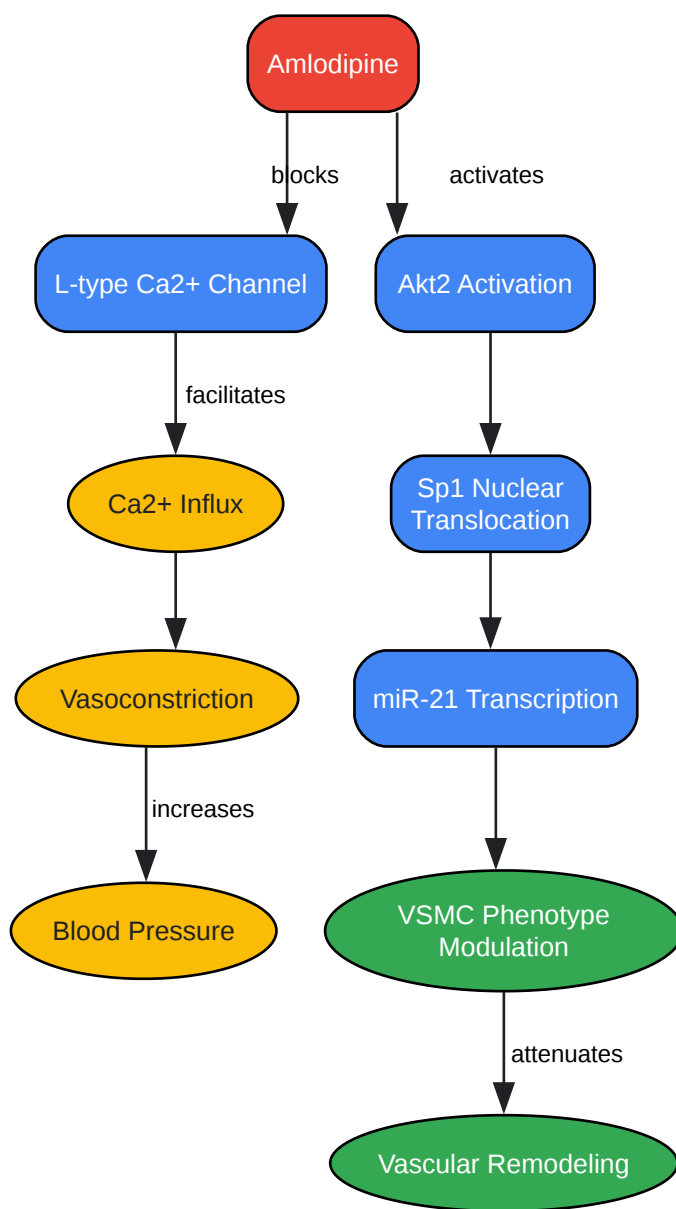 Amlodipine
blocks
activates
L-type Ca2+ Channel
Akt2 Activation
facilitates
Sp1 Nuclear
Translocation
Ca2+ Influx
Vasoconstriction
miR-21 Transcription
increases
VSMC Phenotype
Modulation
Blood Pressure
attenuates
Vascular Remodeling